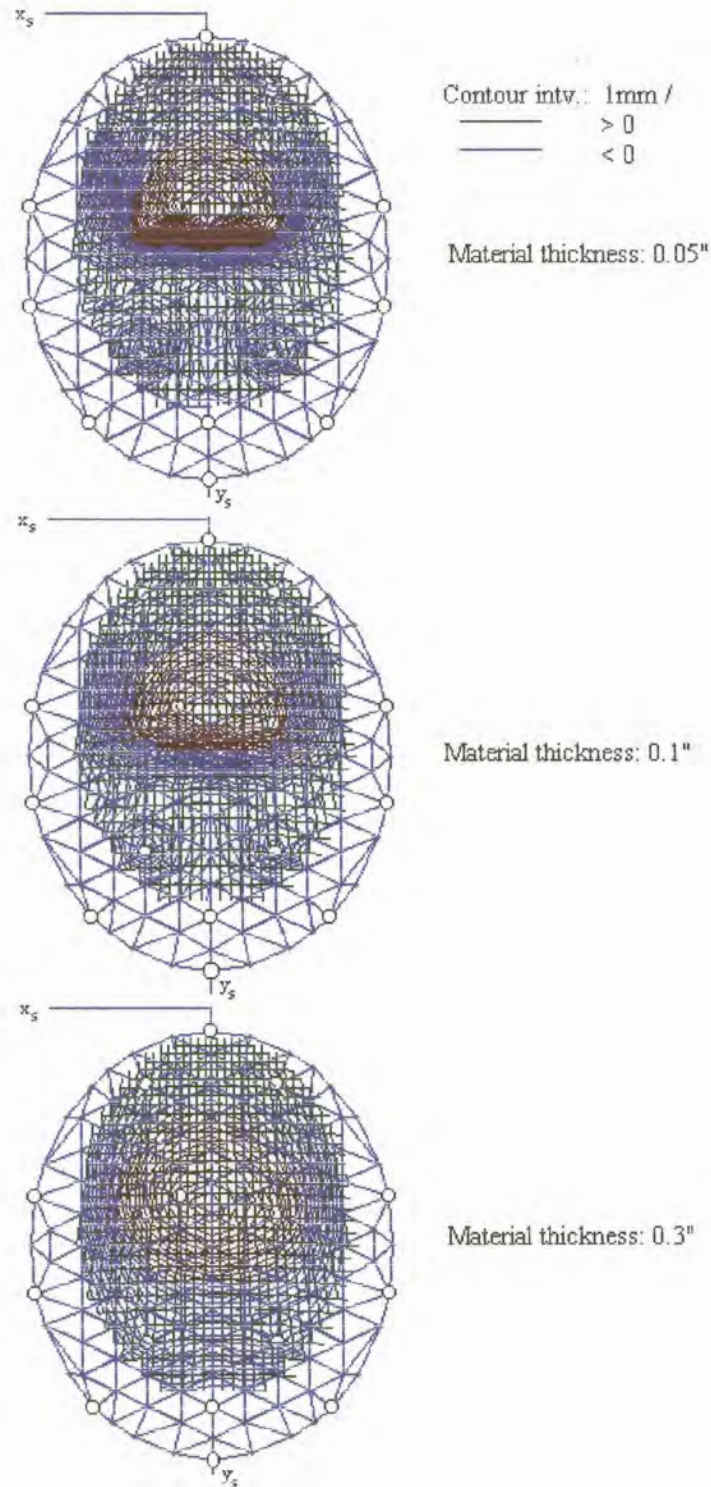 x_s
Contour intv.: 1mm /
> 0
< 0
Material thickness: 0.05"
y_s
x_s
Material thickness: 0.1"
y_s
x_s
Material thickness: 0.3"
y_s